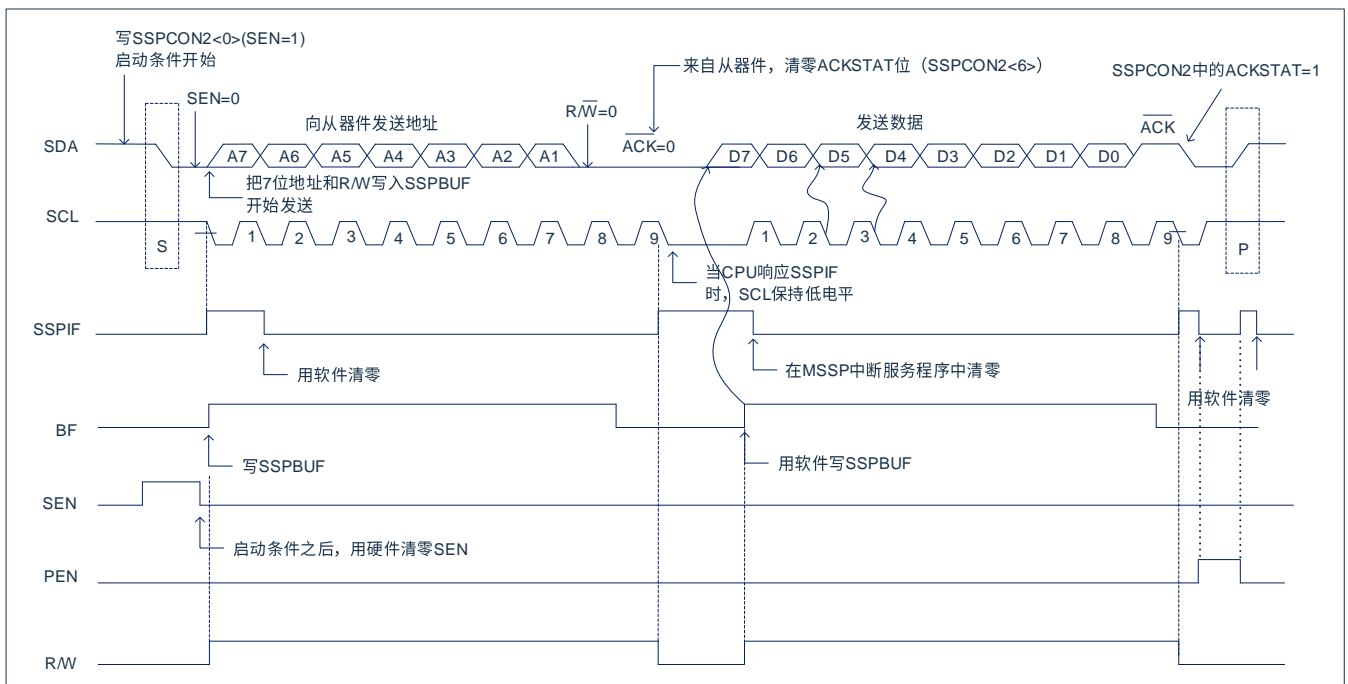 写SSPCON2<0>(SEN=1)
启动条件开始
来自从器件，清零ACKSTAT位（SSPCON2<6>）
SSPCON2中的ACKSTAT=1
SEN=0
R/W=0
向从器件发送地址
发送数据
ACK
ACK=0
SDA
A7 A6 A5 A4 A3 A2 A1
D7 D6 D5 D4 D3 D2 D1 D0
把7位地址和R/W写入SSPBUF
开始发送
SCL
S
1 2 3 4 5 6 7 8 9
1 2 3 4 5 6 7 8 9
P
当CPU响应SSPIF
时，SCL保持低电平
SSPIF
用软件清零
在MSSP中断服务程序中清零
用软件清零
BF
写SSPBUF
用软件写SSPBUF
SEN
启动条件之后，用硬件清零SEN
PEN
R/W